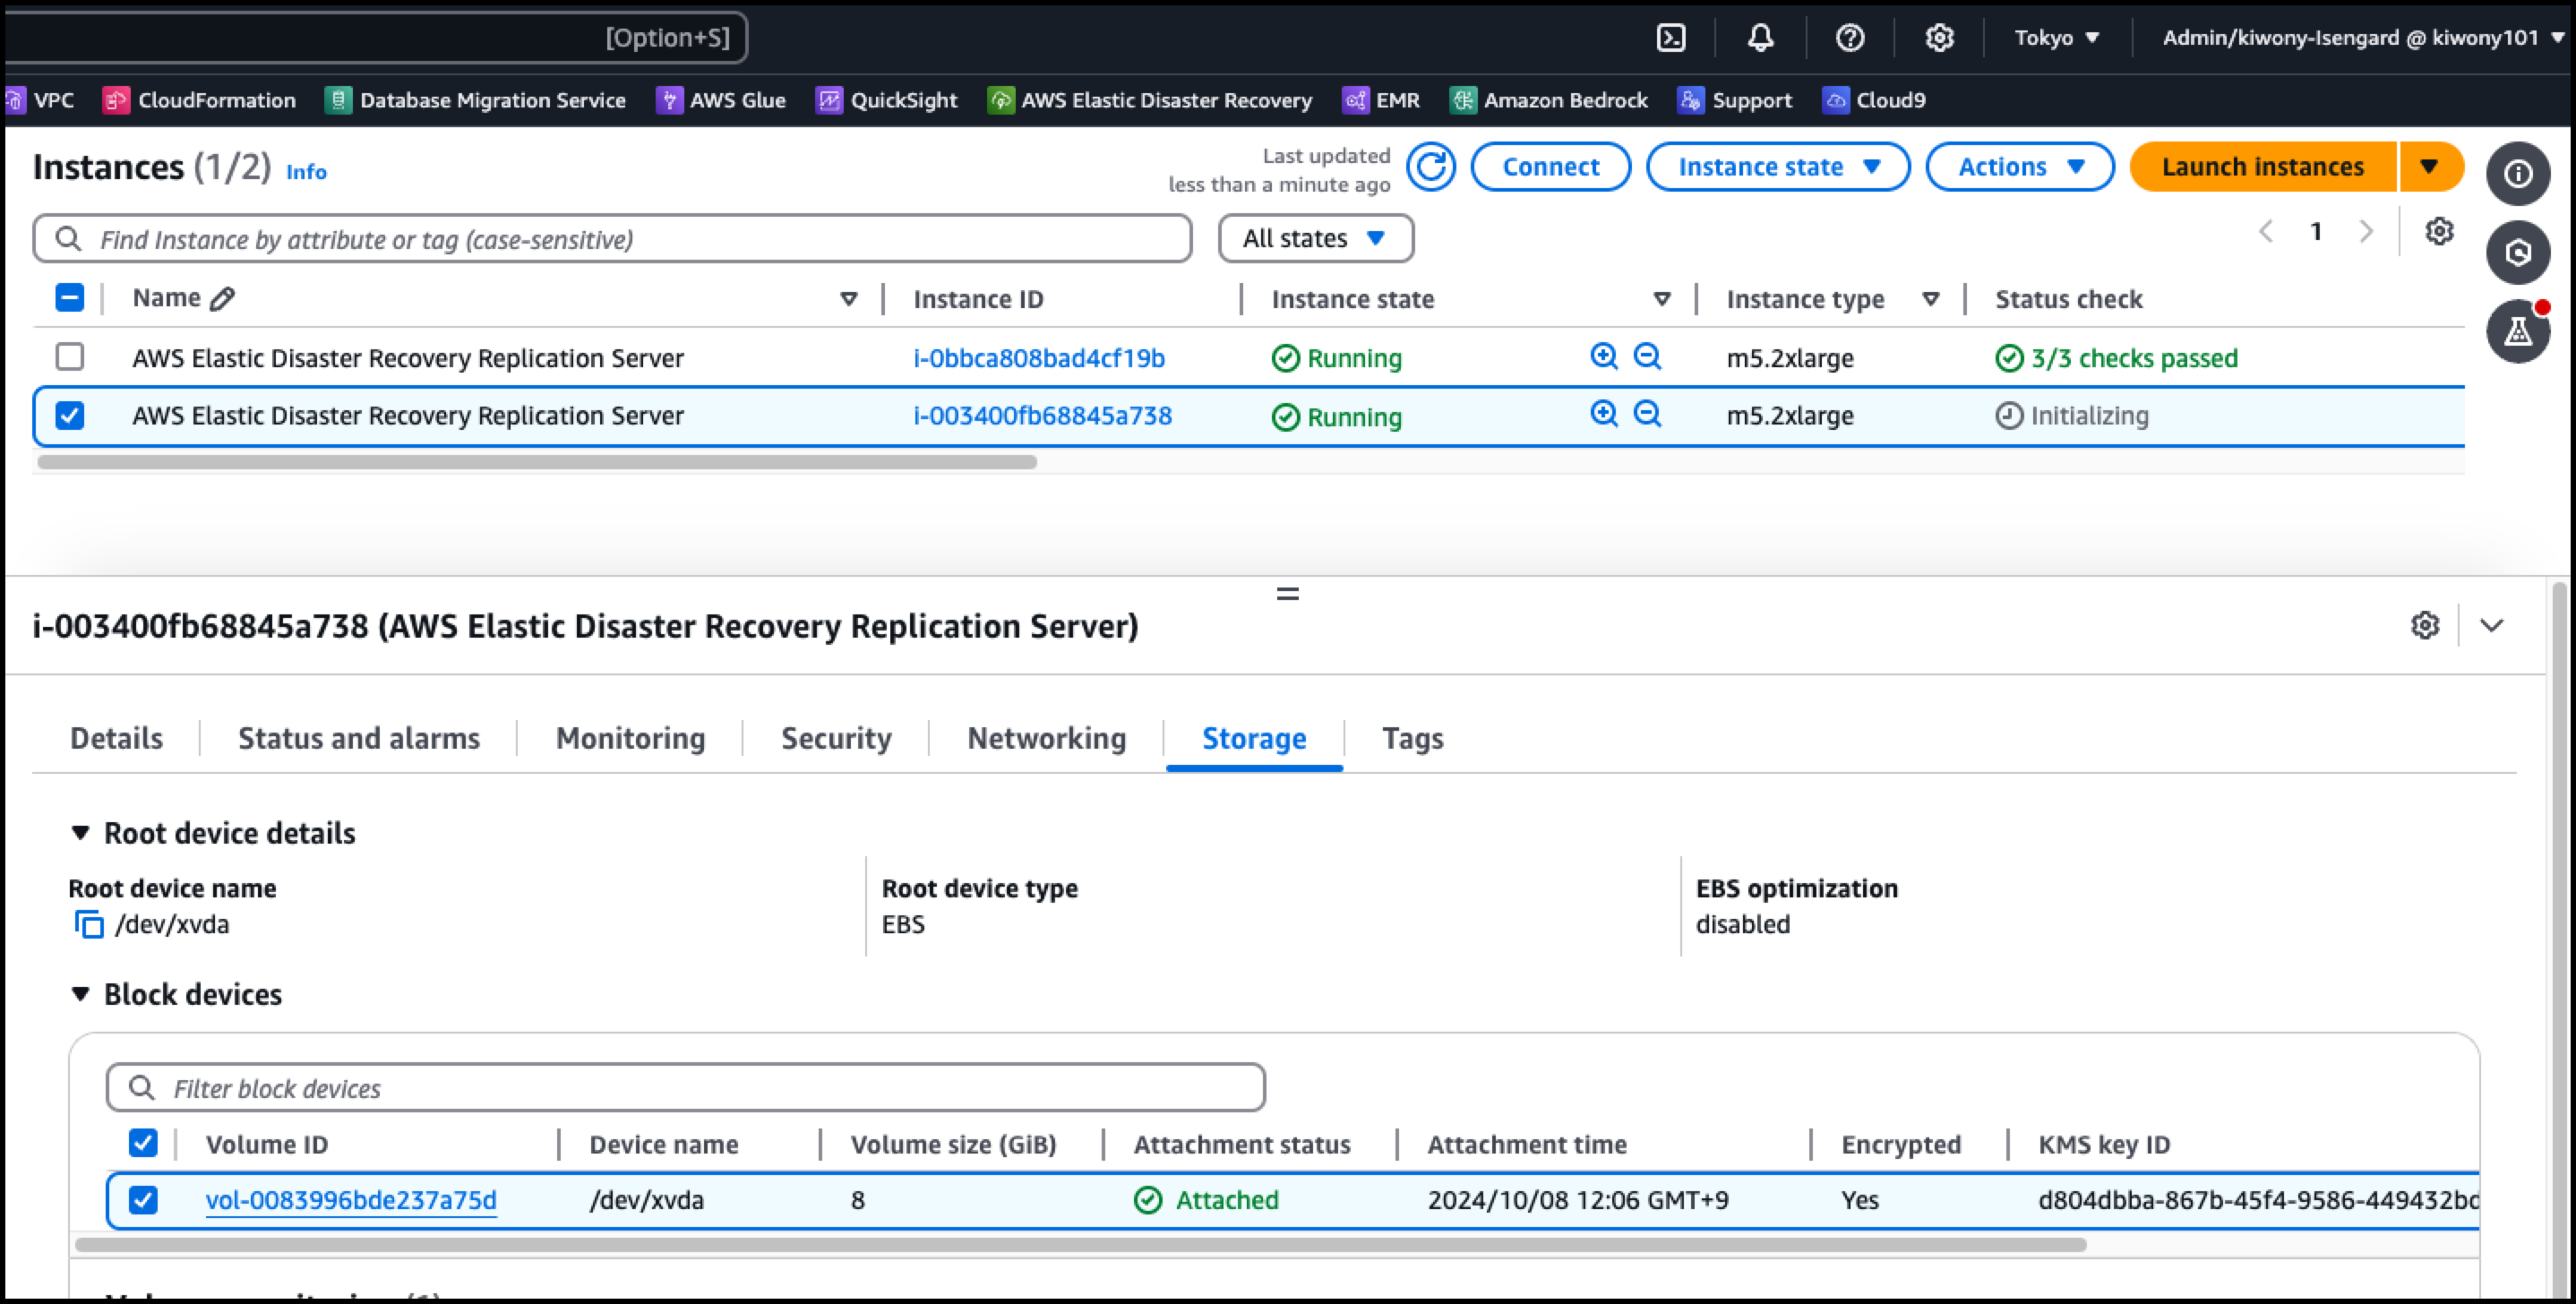 [Option+S]
Tokyo
Admin/kiwony-Isengard @ kiwony101
VPC CloudFormation Database Migration Service AWS Glue QuickSight AWS Elastic Disaster Recovery EMR Amazon Bedrock Support Cloud9
Instances (1/2) Info
Last updated
less than a minute ago
Connect Instance state Actions Launch instances
Find Instance by attribute or tag (case-sensitive)
All states
1
Name Instance ID Instance state Instance type Status check
AWS Elastic Disaster Recovery Replication Server i-0bbca808bad4cf19b Running m5.2xlarge 3/3 checks passed
AWS Elastic Disaster Recovery Replication Server i-003400fb68845a738 Running m5.2xlarge Initializing
i-003400fb68845a738 (AWS Elastic Disaster Recovery Replication Server)
Details Status and alarms Monitoring Security Networking Storage Tags
Root device details
Root device name Root device type EBS optimization
/dev/xvda EBS disabled
Block devices
Filter block devices
Volume ID Device name Volume size (GiB) Attachment status Attachment time Encrypted KMS key ID
vol-0083996bde237a75d /dev/xvda 8 Attached 2024/10/08 12:06 GMT+9 Yes d804dbba-867b-45f4-9586-449432bd